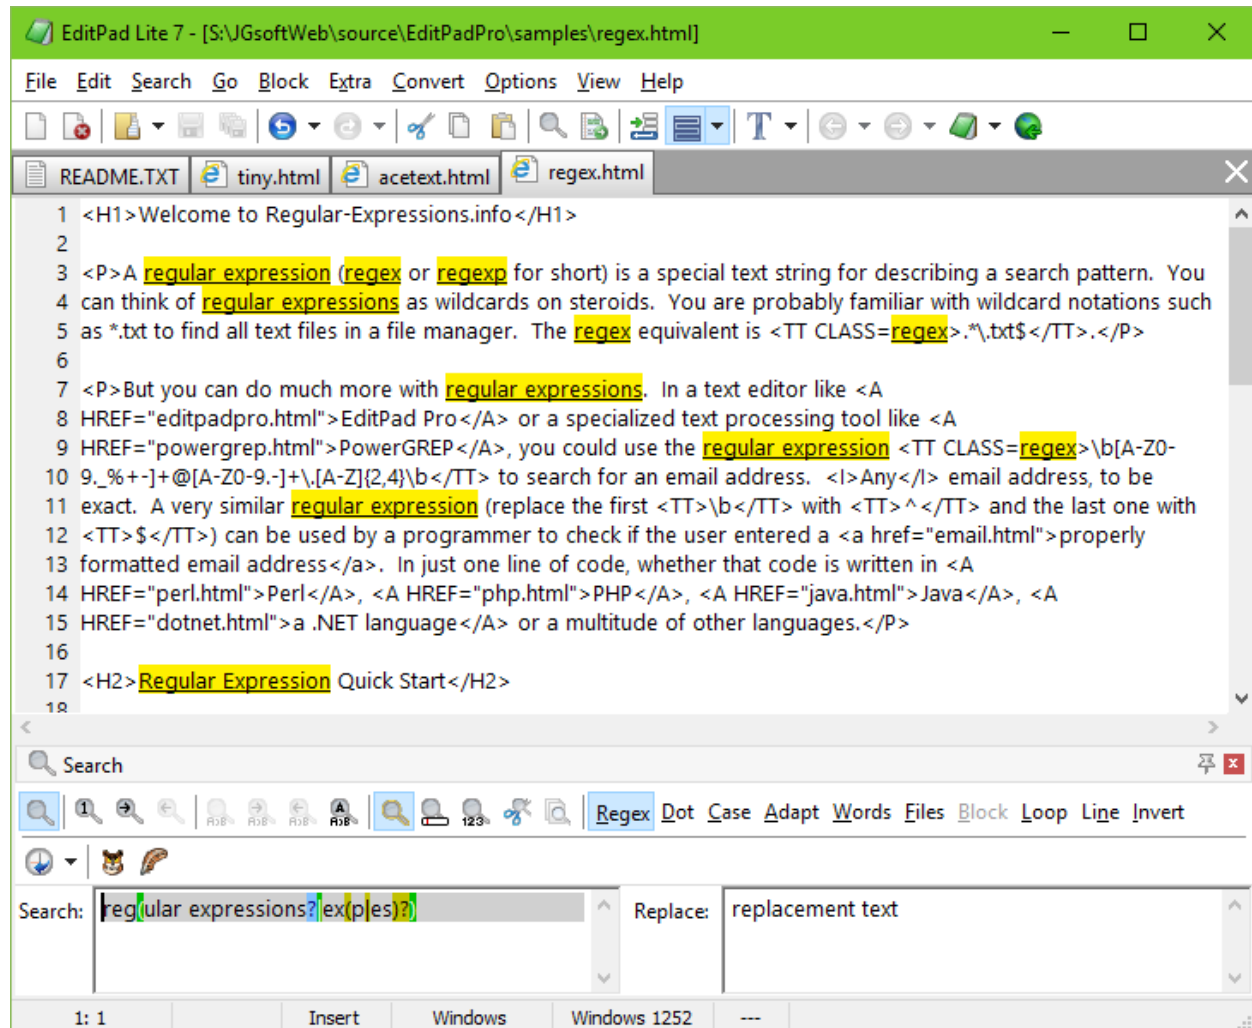 EditPad Lite 7 - [S:\JGsoftWeb\source\EditPadPro\samples\regex.html]
File Edit Search Go Block Extra Convert Options View Help
README.TXT tiny.html acetext.html regex.html
1 <H1>Welcome to Regular-Expressions.info</H1>
2
3 <P>A regular expression (regex or regexp for short) is a special text string for describing a search pattern.  You
4 can think of regular expressions as wildcards on steroids.  You are probably familiar with wildcard notations such
5 as *.txt to find all text files in a file manager.  The regex equivalent is <TT CLASS=regex>.*\.txt$</TT>.</P>
6
7 <P>But you can do much more with regular expressions.  In a text editor like <A
8 HREF="editpadpro.html">EditPad Pro</A> or a specialized text processing tool like <A
9 HREF="powergrep.html">PowerGREP</A>, you could use the regular expression <TT CLASS=regex>\b[A-Z0-
10 9._%+-]+@[A-Z0-9.-]+\.[A-Z]{2,4}\b</TT> to search for an email address.  <I>Any</I> email address, to be
11 exact.  A very similar regular expression (replace the first <TT>\b</TT> with <TT>^</TT> and the last one with
12 <TT>$</TT>) can be used by a programmer to check if the user entered a <a href="email.html">properly
13 formatted email address</a>.  In just one line of code, whether that code is written in <A
14 HREF="perl.html">Perl</A>, <A HREF="php.html">PHP</A>, <A HREF="java.html">Java</A>, <A
15 HREF="dotnet.html">a .NET language</A> or a multitude of other languages.</P>
16
17 <H2>Regular Expression Quick Start</H2>
18
Search
Regex Dot Case Adapt Words Files Block Loop Line Invert
Search: reg(ular expressions?|ex(p|es)?) Replace: replacement text
1: 1 Insert Windows Windows 1252 ---